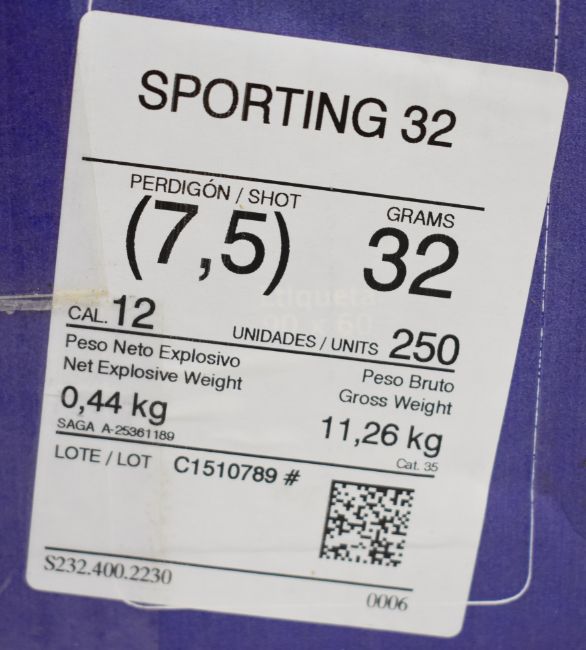 SPORTING 32
PERDIGÓN / SHOT
GRAMS
(7,5)
32
CAL. 12
UNIDADES / UNITS 250
Peso Neto Explosivo
Net Explosive Weight
Peso Bruto
Gross Weight
0,44 kg
11,26 kg
SAGA A-25361189
Cat. 35
LOTE / LOT C1510789 #
S232.400.2230
0006